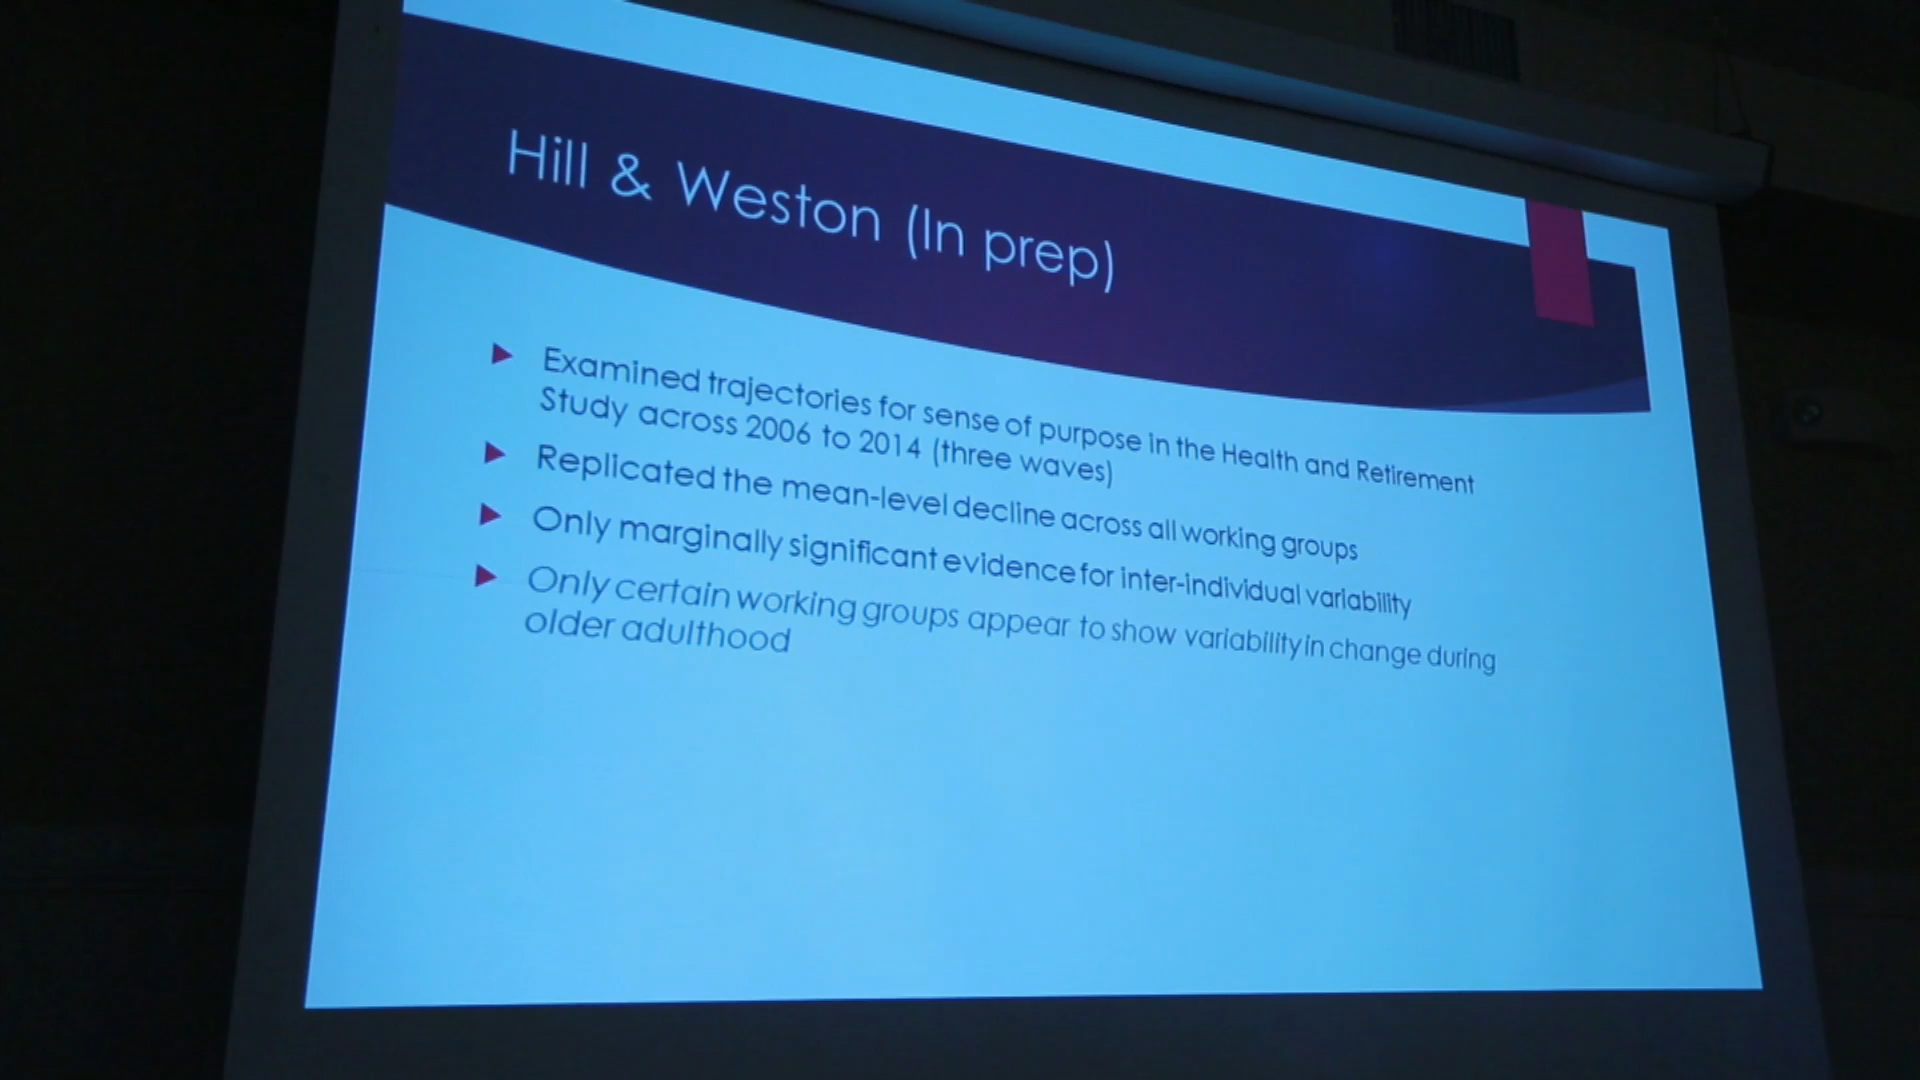 Hill & Weston (In prep)
Examined trajectories for sense of purpose in the Health and Retirement
Study across 2006 to 2014 (three waves)
Replicated the mean-level decline across all working groups
Only marginally significant evidence for inter-individual variability
Only certain working groups appear to show variability in change during
older adulthood